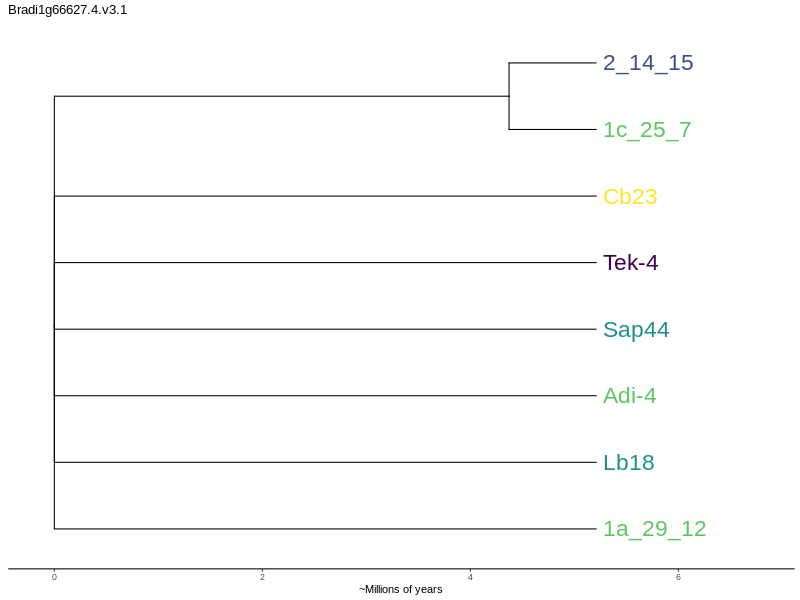 Bradi1g66627.4.v3.1
2_14_15
1c_25_7
Cb23
Tek-4
Sap44
Adi-4
Lb18
1a_29_12
0 2 4 6
~Millions of years